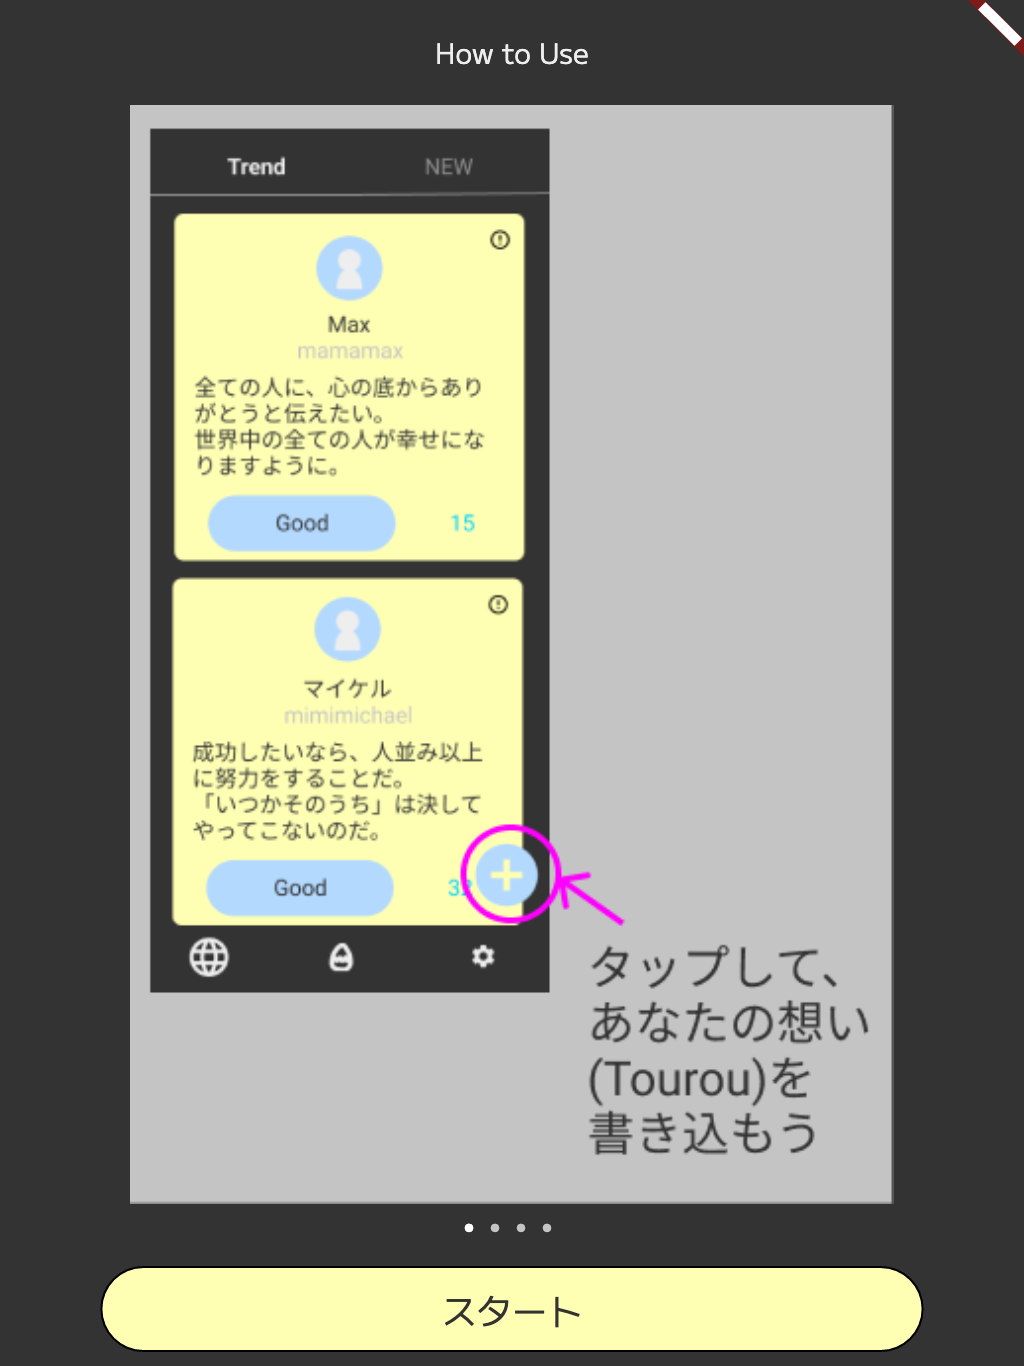 How to Use
Trend
NEW
Max
mamamax
全ての人に、心の底からあり
がとうと伝えたい。
世界中の全ての人が幸せにな
りますように。
Good
15
マイケル
mimimichael
成功したいなら、人並み以上
に努力をすることだ。
「いつかそのうち」は決して
やってこないのだ。
Good
タップして、
あなたの想い
(Tourou)を
書き込もう
スタート